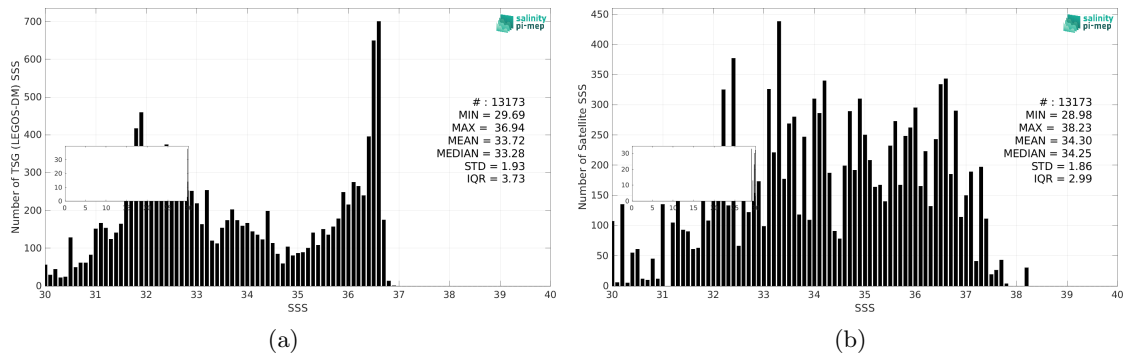 700
600
500
400
300
200
100
0
30
20
10
0
0 5 10 15 20 25
30 31 32 33 34 35 36 37 38 39 40
SSS
Number of TSG (LEGOS-DM) SSS
salinity
pi-mep
# : 13173
MIN = 29.69
MAX = 36.94
MEAN = 33.72
MEDIAN = 33.28
STD = 1.93
IQR = 3.73
(a)
450
400
350
300
250
200
150
100
50
0
30
20
10
0
0 5 10 15 20 25
30 31 32 33 34 35 36 37 38 39 40
SSS
Number of Satellite SSS
salinity
pi-mep
# : 13173
MIN = 28.98
MAX = 38.23
MEAN = 34.30
MEDIAN = 34.25
STD = 1.86
IQR = 2.99
(b)